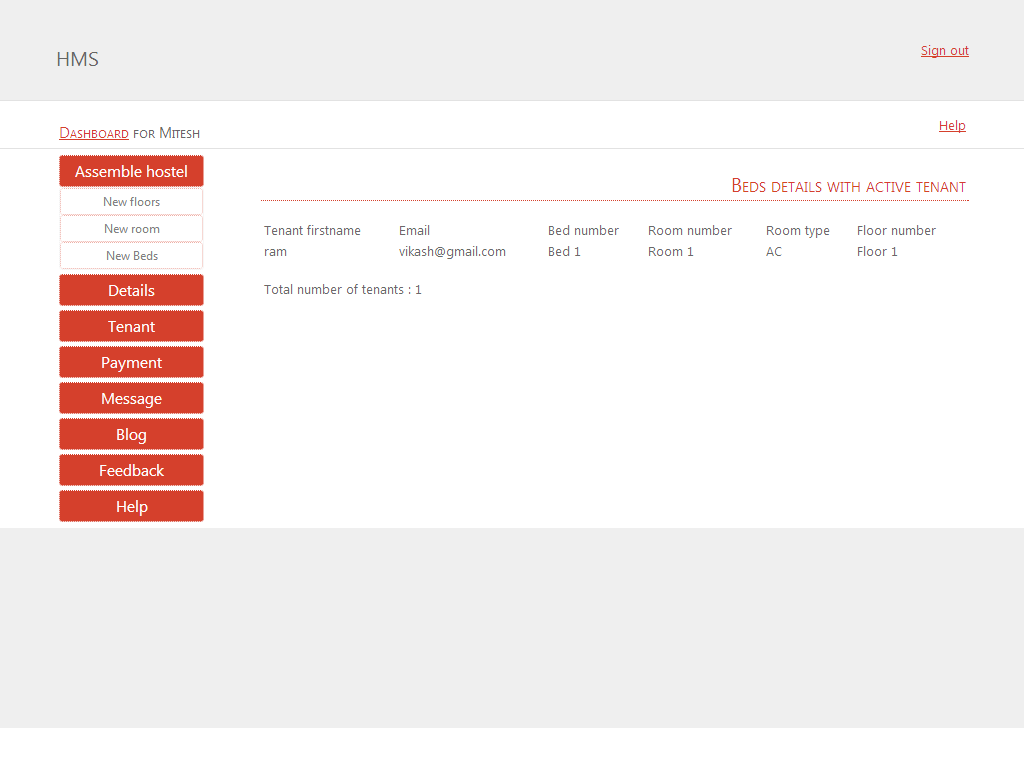 HMS
Sign out
Dashboard for Mitesh
Help
Assemble hostel
New floors
New room
New Beds
Details
Tenant
Payment
Message
Blog
Feedback
Help
Beds details with active tenant
Tenant firstname Email Bed number Room number Room type Floor number
ram vikash@gmail.com Bed 1 Room 1 AC Floor 1
Total number of tenants : 1